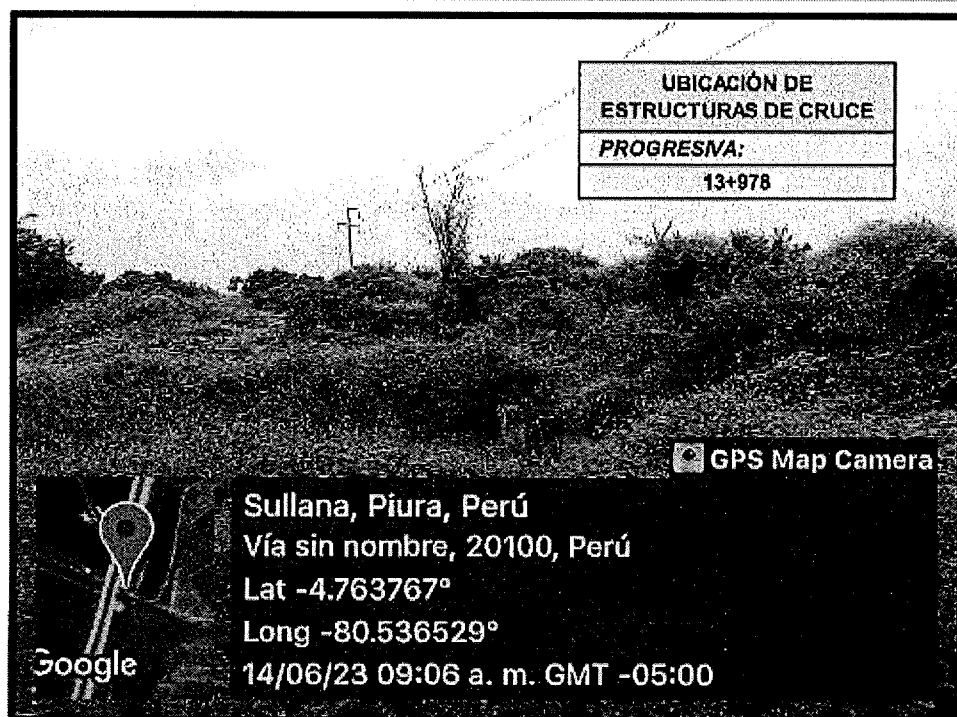 UBICACIÓN DE
ESTRUCTURAS DE CRUCE
PROGRESIVA:
13+978
GPS Map Camera
Sullana, Piura, Perú
Vía sin nombre, 20100, Perú
Lat -4.763767°
Long -80.536529°
14/06/23 09:06 a. m. GMT -05:00
Google